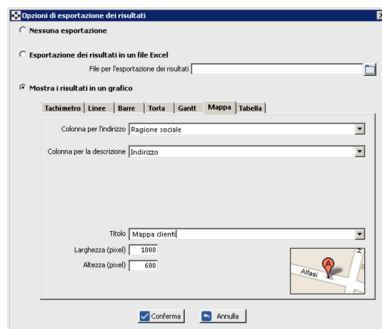 Opzioni di esportazione dei risultati
Nessuna esportazione
Esportazione dei risultati in un file Excel
File per l'esportazione dei risultati
Mostra i risultati in un grafico
Tachimetro Linee Barre Torta Gantt Mappa Tabella
Colonna per l'indirizzo Ragione sociale
Colonna per la descrizione Indirizzo
Titolo Mappa clienti
Larghezza (pixel) 1000
Altezza (pixel) 600
A
Alfasi
Conferma Annulla